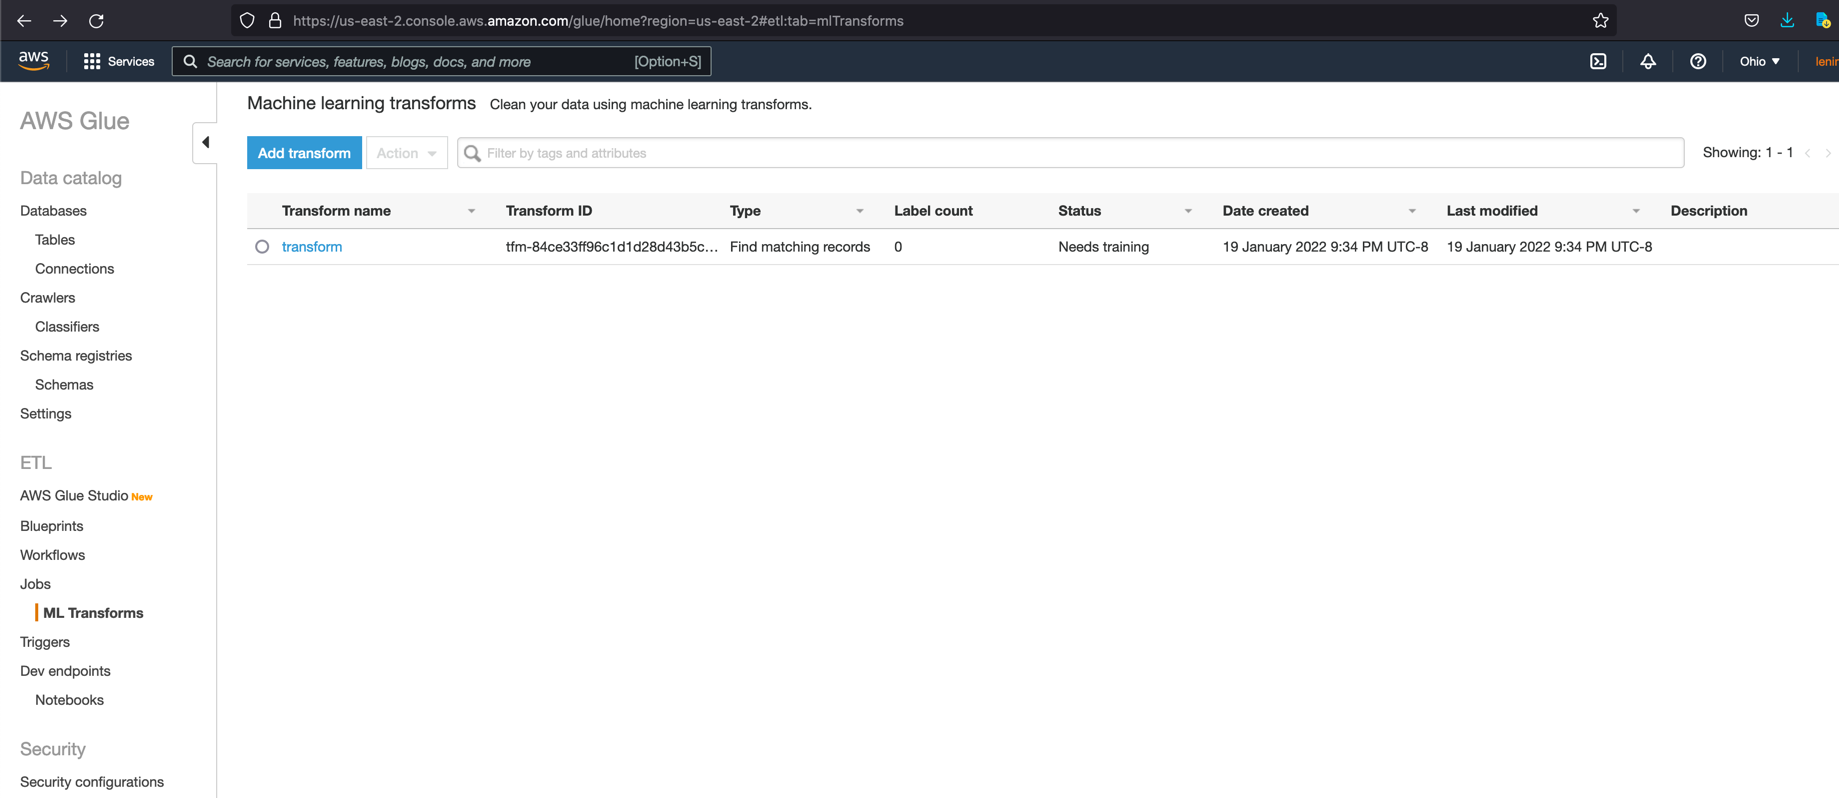 https://us-east-2.console.aws.amazon.com/glue/home?region=us-east-2#etl:tab=mlTransforms
aws Services Search for services, features, blogs, docs, and more [Option+S] Ohio
AWS Glue
Data catalog
Databases
Tables
Connections
Crawlers
Classifiers
Schema registries
Schemas
Settings
ETL
AWS Glue Studio New
Blueprints
Workflows
Jobs
ML Transforms
Triggers
Dev endpoints
Notebooks
Security
Security configurations
Machine learning transforms Clean your data using machine learning transforms.
Add transform Action Filter by tags and attributes Showing: 1 - 1
Transform name Transform ID Type Label count Status Date created Last modified Description
transform tfm-84ce33ff96c1d1d28d43b5c... Find matching records 0 Needs training 19 January 2022 9:34 PM UTC-8 19 January 2022 9:34 PM UTC-8